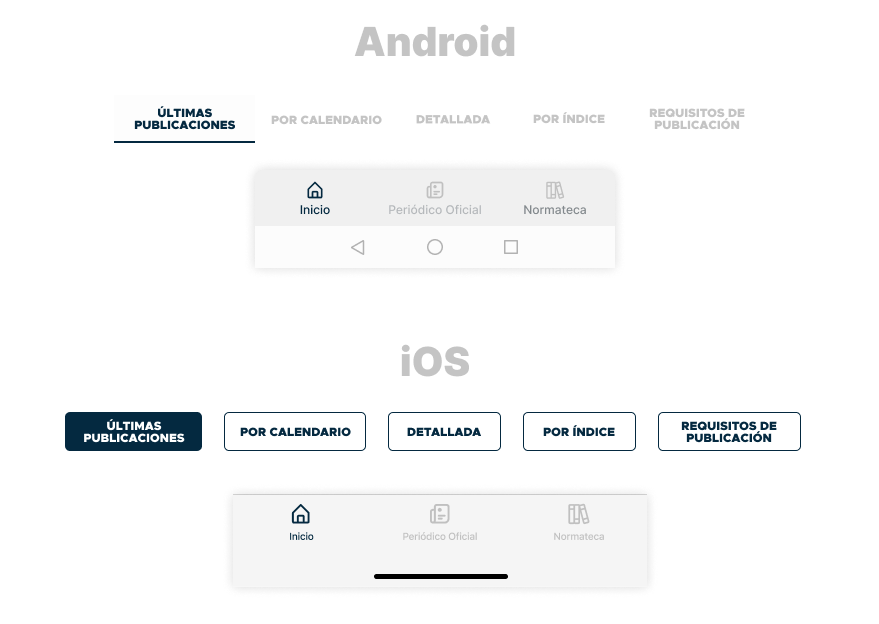 Android
ÚLTIMAS
PUBLICACIONES
POR CALENDARIO
DETALLADA
POR ÍNDICE
REQUISITOS DE
PUBLICACIÓN
Inicio
Periódico Oficial
Normateca
iOS
ÚLTIMAS
PUBLICACIONES
POR CALENDARIO
DETALLADA
POR ÍNDICE
REQUISITOS DE
PUBLICACIÓN
Inicio
Periódico Oficial
Normateca